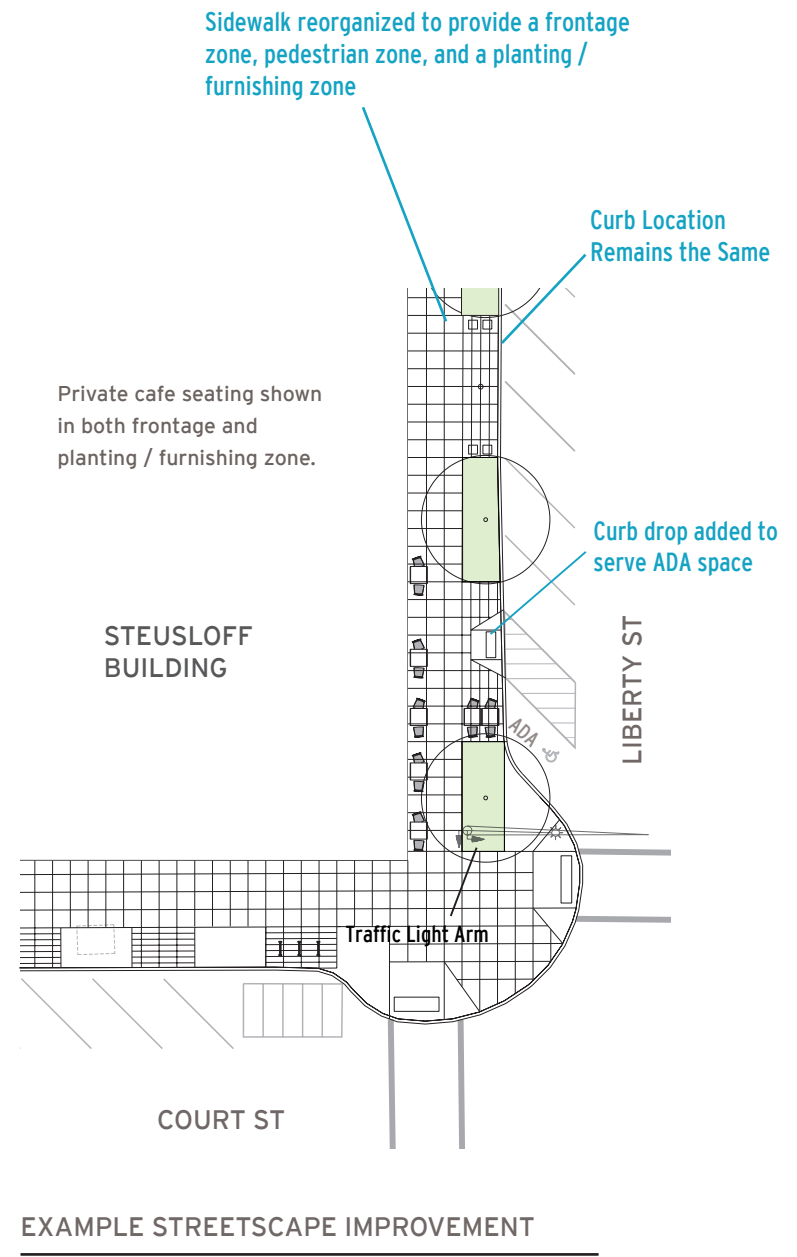 Sidewalk reorganized to provide a frontage
zone, pedestrian zone, and a planting /
furnishing zone
Curb Location
Remains the Same
Private cafe seating shown
in both frontage and
planting / furnishing zone.
Curb drop added to
serve ADA space
STEUSLOFF
BUILDING
LIBERTY ST
ADA
Traffic Light Arm
COURT ST
EXAMPLE STREETSCAPE IMPROVEMENT